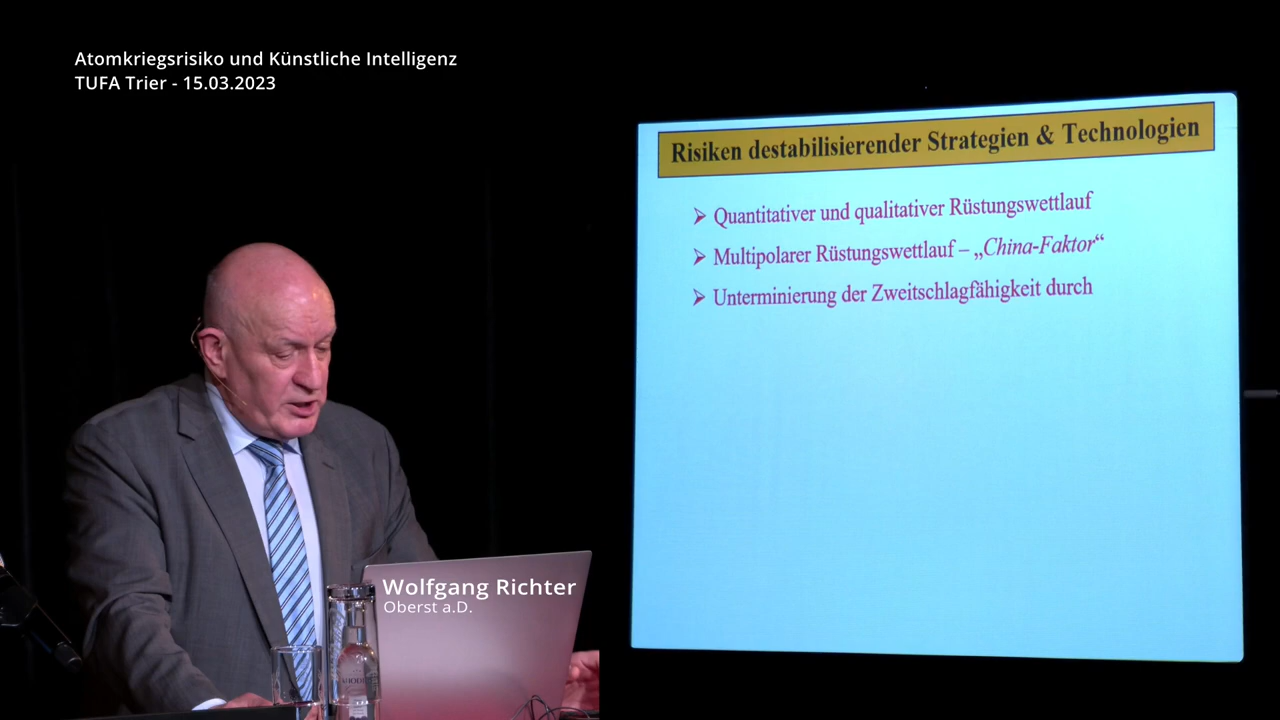 Atomkriegsrisiko und Künstliche Intelligenz
TUFA Trier - 15.03.2023
Risiken destabilisierender Strategien & Technologien
➢ Quantitativer und qualitativer Rüstungswettlauf
➢ Multipolarer Rüstungswettlauf – „China-Faktor“
➢ Unterminierung der Zweitschlagfähigkeit durch
Wolfgang Richter
Oberst a.D.